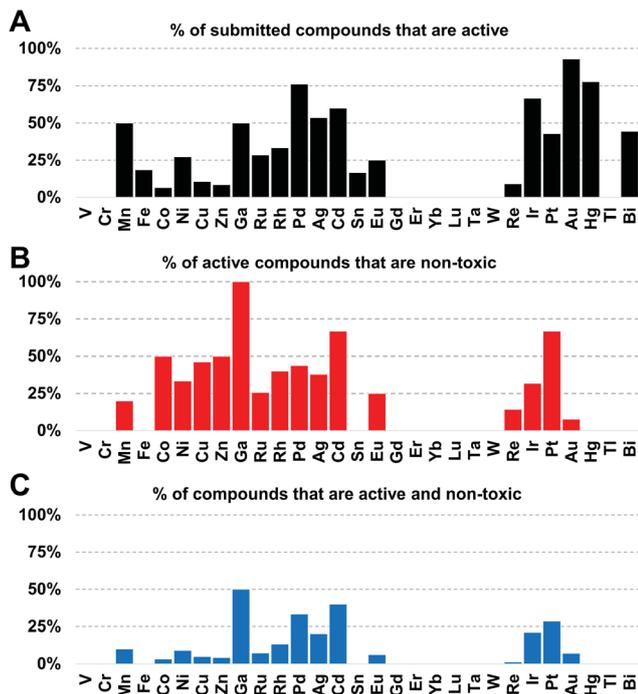 A
% of submitted compounds that are active
100%
75%
50%
25%
0%
V Cr Mn Fe Co Ni Cu Zn Ga Ru Rh Pd Ag Cd Sn Eu Gd Er Yb Lu Ta W Re Ir Pt Au Hg Tl Bi
B
% of active compounds that are non-toxic
100%
75%
50%
25%
0%
V Cr Mn Fe Co Ni Cu Zn Ga Ru Rh Pd Ag Cd Sn Eu Gd Er Yb Lu Ta W Re Ir Pt Au Hg Tl Bi
C
% of compounds that are active and non-toxic
100%
75%
50%
25%
0%
V Cr Mn Fe Co Ni Cu Zn Ga Ru Rh Pd Ag Cd Sn Eu Gd Er Yb Lu Ta W Re Ir Pt Au Hg Tl Bi